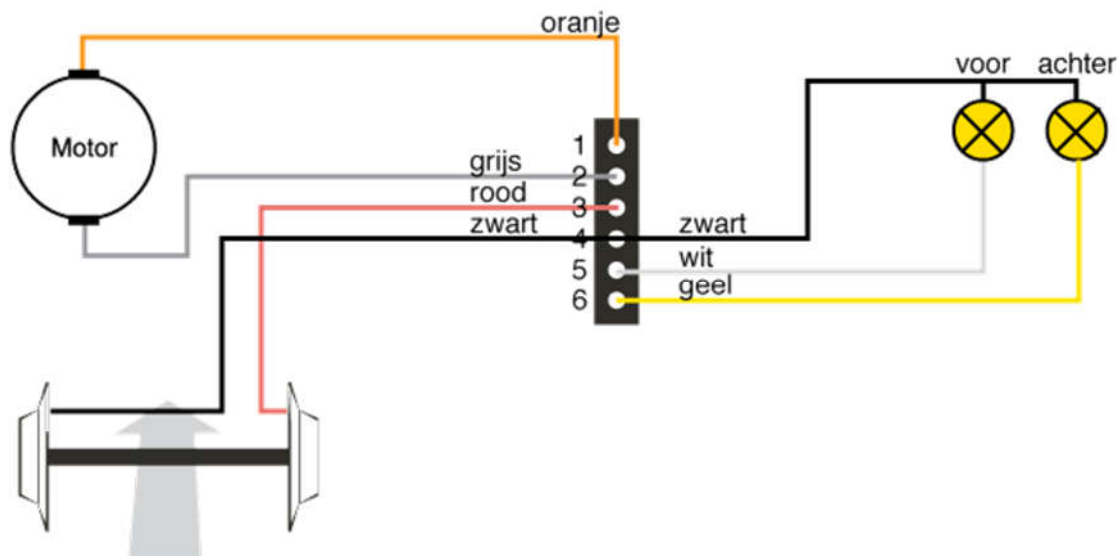 oranje
voor achter
Motor
1
grijs 2
rood 3
zwart 4 zwart
5 wit
6 geel